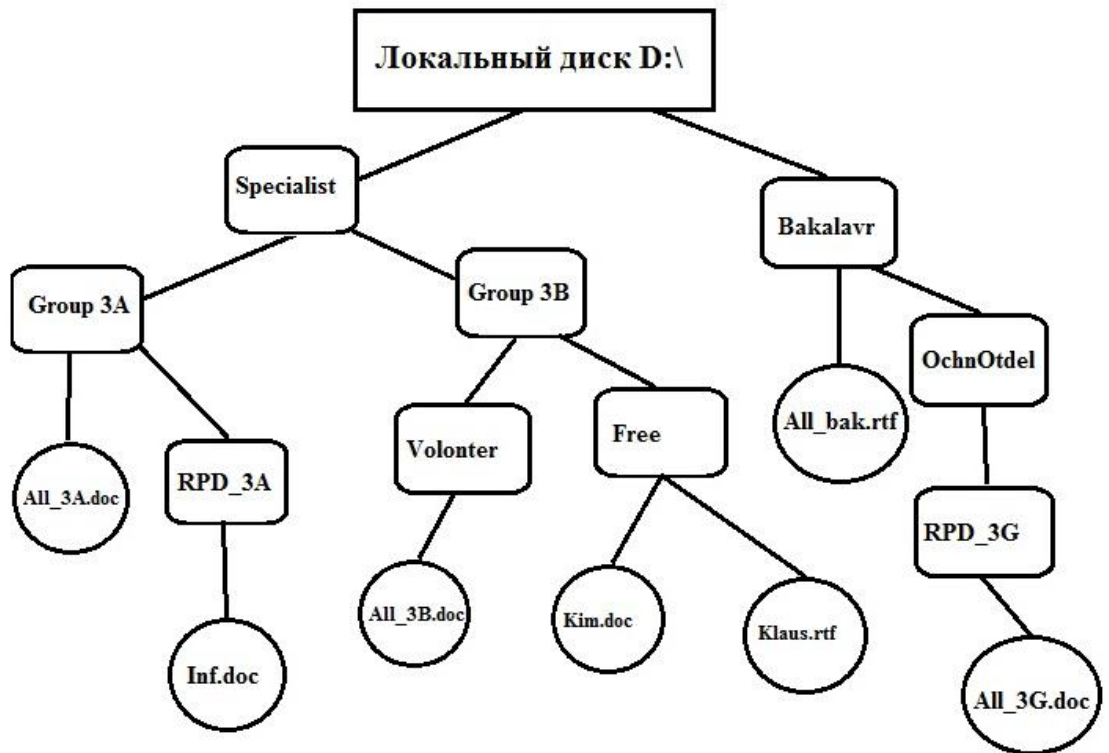 Локальный диск D:\
Specialist
Bakalavr
Group 3A
Group 3B
OchnOtdel
All_bak.rtf
Volonter
Free
All_3A.doc
RPD_3A
RPD_3G
All_3B.doc
Kim.doc
Klaus.rtf
Inf.doc
All_3G.doc